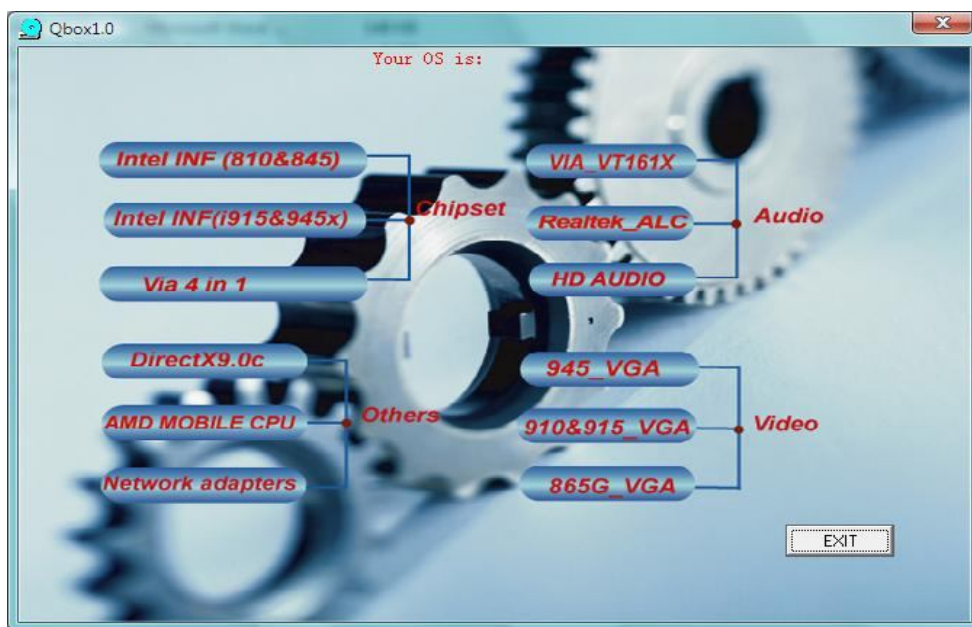 Qbox1.0
Your OS is:
Intel INF (810&845)
Intel INF(i915&945x)
Via 4 in 1
Chipset
VIA_VT161X
Realtek_ALC
HD AUDIO
Audio
DirectX9.0c
AMD MOBILE CPU
Network adapters
Others
945_VGA
910&915_VGA
865G_VGA
Video
EXIT